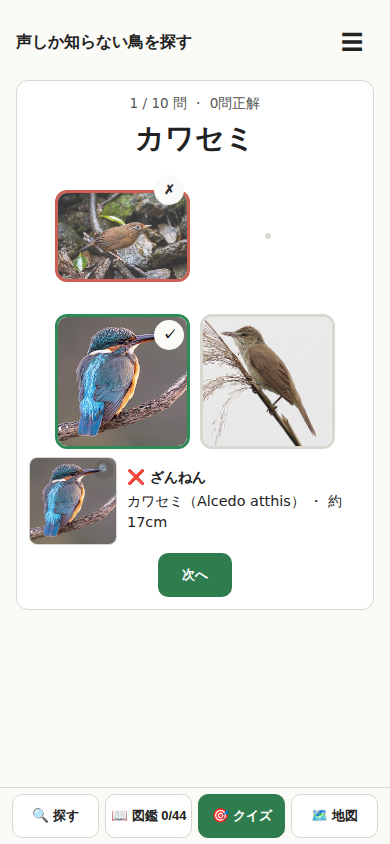 声しか知らない鳥を探す
☰
1 / 10 問 ・ 0問正解
カワセミ
✗
✓
❌ ざんねん
カワセミ（Alcedo atthis） ・ 約
17cm
次へ
🔍 探す
📖 図鑑 0/44
🎯 クイズ
🗺️ 地図